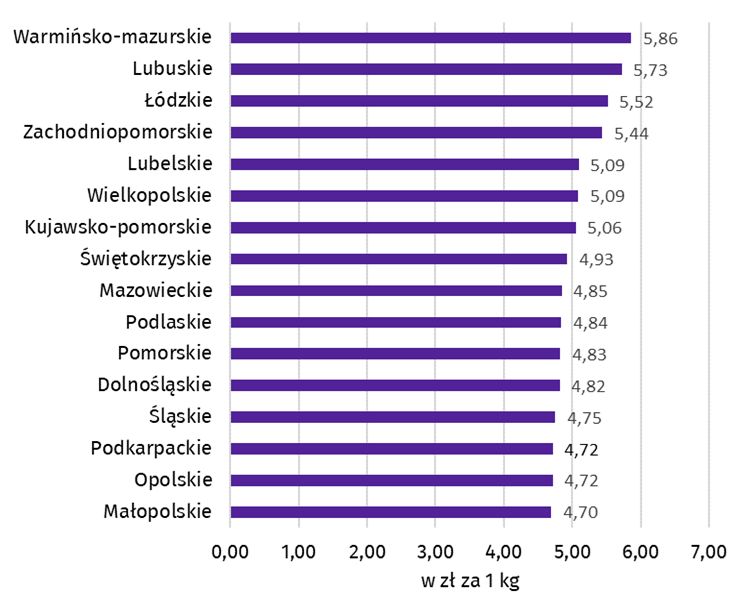 Warmińsko-mazurskie 5,86
Lubuskie 5,73
Łódzkie 5,52
Zachodniopomorskie 5,44
Lubelskie 5,09
Wielkopolskie 5,09
Kujawsko-pomorskie 5,06
Świętokrzyskie 4,93
Mazowieckie 4,85
Podlaskie 4,84
Pomorskie 4,83
Dolnośląskie 4,82
Śląskie 4,75
Podkarpackie 4,72
Opolskie 4,72
Małopolskie 4,70
0,00 1,00 2,00 3,00 4,00 5,00 6,00 7,00
w zł za 1 kg